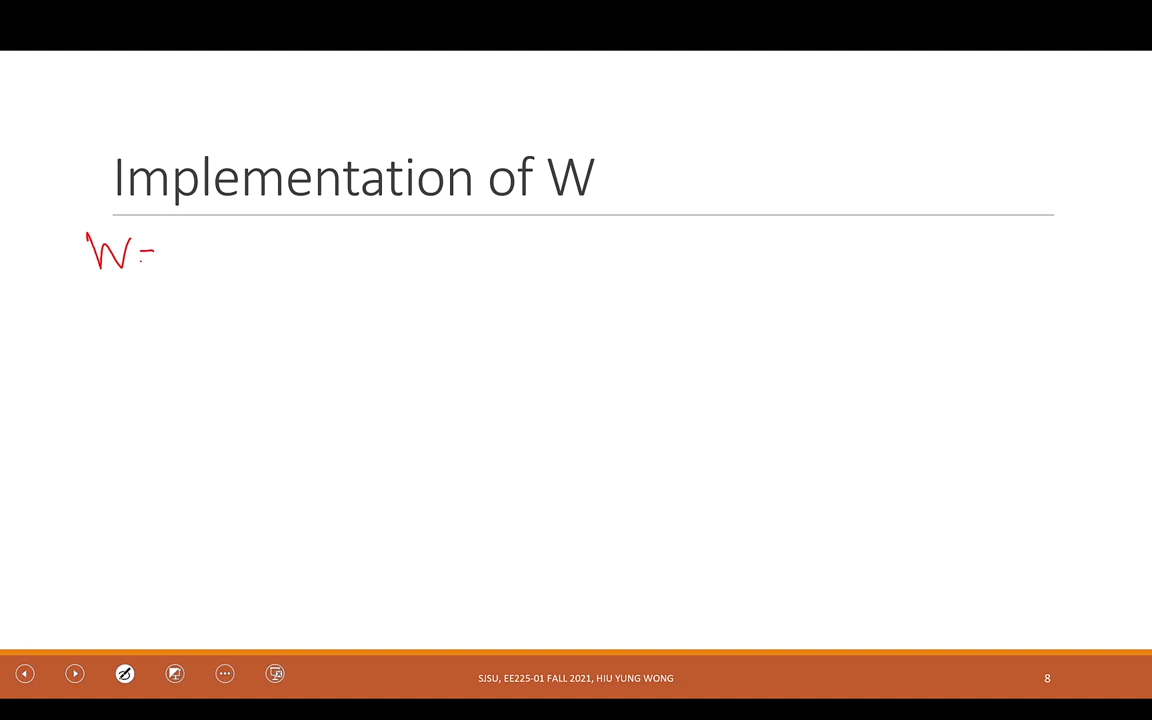 Implementation of W
W =
SJSU, EE225-01 FALL 2021, HIU YUNG WONG
8